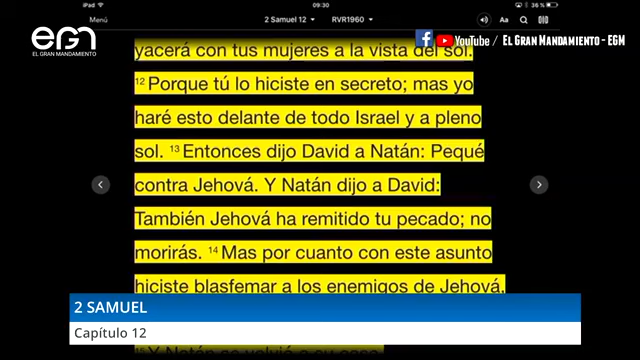 iPad
09:30
36 %
Menú
2 Samuel 12
RVR1960
Aa
EGM
EL GRAN MANDAMIENTO
YouTube / EL GRAN MANDAMIENTO - EGM
yacerá con tus mujeres a la vista del sol.
12 Porque tú lo hiciste en secreto; mas yo
haré esto delante de todo Israel y a pleno
sol. 13 Entonces dijo David a Natán: Pequé
contra Jehová. Y Natán dijo a David:
También Jehová ha remitido tu pecado; no
morirás. 14 Mas por cuanto con este asunto
hiciste blasfemar a los enemigos de Jehová,
2 SAMUEL
Capítulo 12